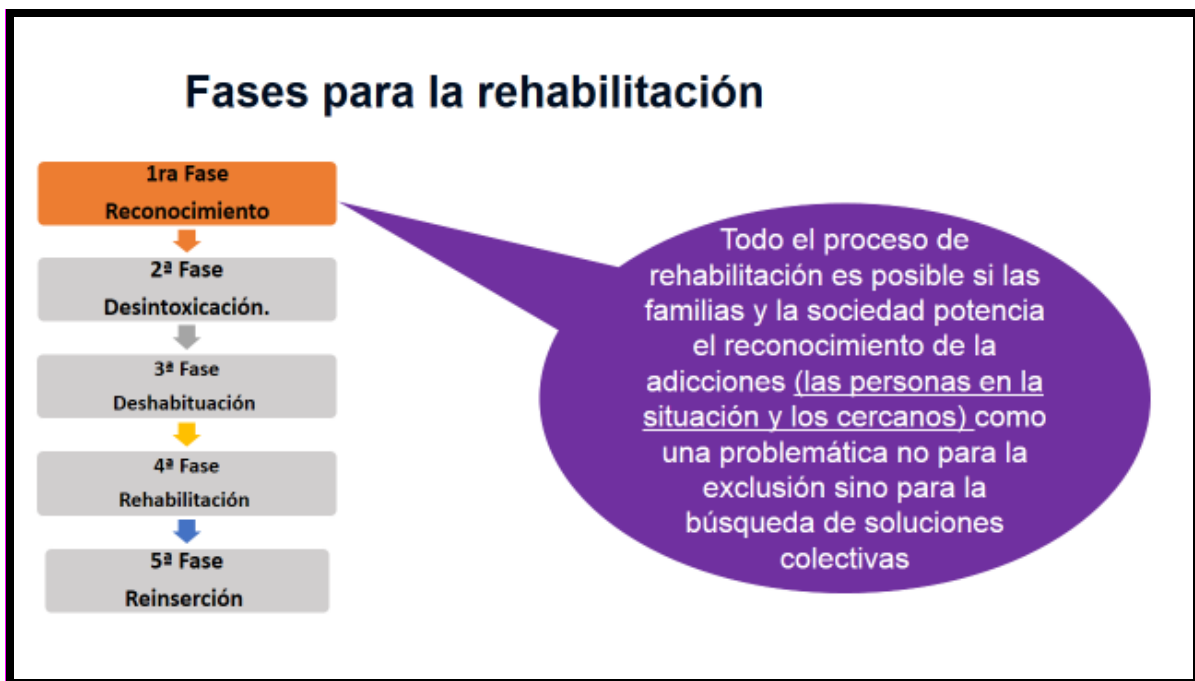 Fases para la rehabilitación
1ra Fase
Reconocimiento
2ª Fase
Desintoxicación.
3ª Fase
Deshabituación
4ª Fase
Rehabilitación
5ª Fase
Reinserción
Todo el proceso de
rehabilitación es posible si las
familias y la sociedad potencia
el reconocimiento de la
adicciones (las personas en la
situación y los cercanos) como
una problemática no para la
exclusión sino para la
búsqueda de soluciones
colectivas